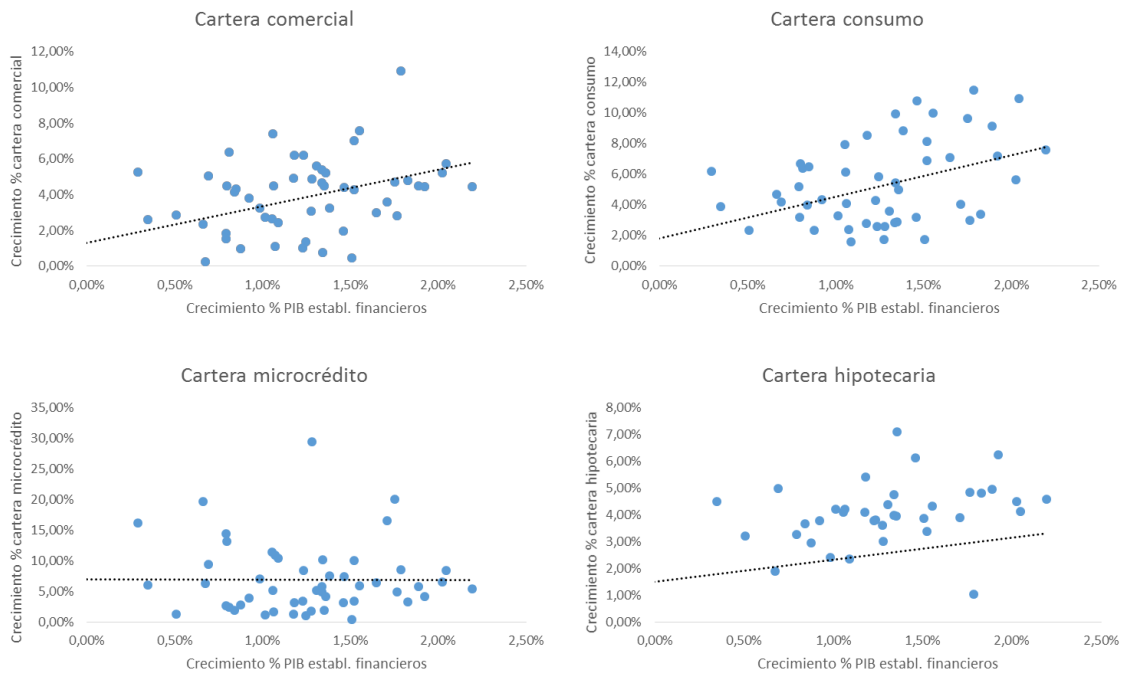 Cartera comercial
Crecimiento % cartera comercial
12,00%
10,00%
8,00%
6,00%
4,00%
2,00%
0,00%
0,00% 0,50% 1,00% 1,50% 2,00% 2,50%
Crecimiento % PIB establ. financieros
Cartera consumo
Crecimiento % cartera consumo
14,00%
12,00%
10,00%
8,00%
6,00%
4,00%
2,00%
0,00%
0,00% 0,50% 1,00% 1,50% 2,00% 2,50%
Crecimiento % PIB establ. financieros
Cartera microcrédito
Crecimiento % cartera microcrédito
35,00%
30,00%
25,00%
20,00%
15,00%
10,00%
5,00%
0,00%
0,00% 0,50% 1,00% 1,50% 2,00% 2,50%
Crecimiento % PIB establ. financieros
Cartera hipotecaria
Crecimiento % cartera hipotecaria
8,00%
7,00%
6,00%
5,00%
4,00%
3,00%
2,00%
1,00%
0,00%
0,00% 0,50% 1,00% 1,50% 2,00% 2,50%
Crecimiento % PIB establ. financieros